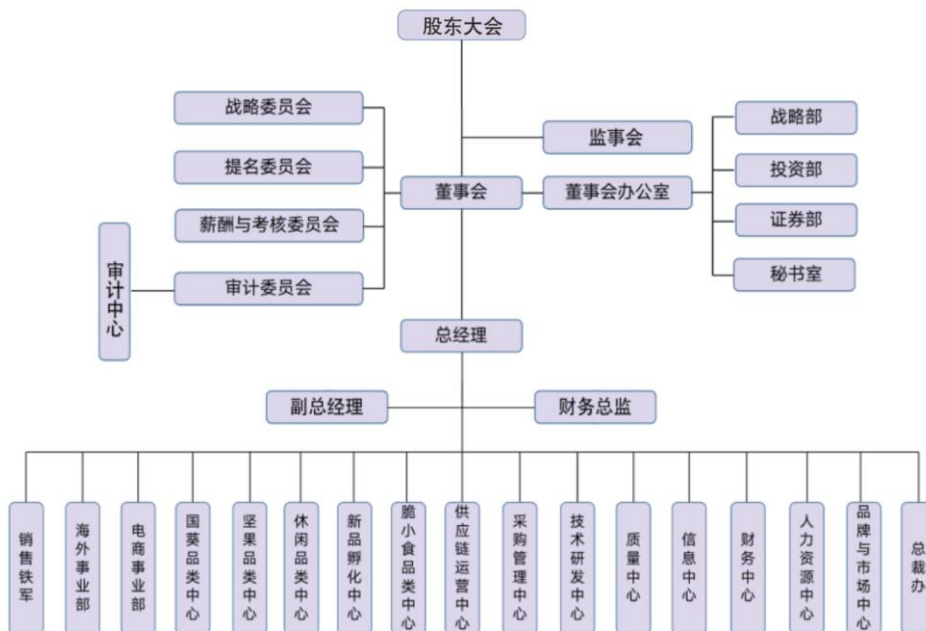 股东大会
战略委员会
监事会
战略部
提名委员会
投资部
董事会
董事会办公室
薪酬与考核委员会
证券部
审计中心
审计委员会
秘书室
总经理
副总经理
财务总监
销售铁军
海外事业部
电商事业部
国葵品类中心
坚果品类中心
休闲品类中心
新品孵化中心
脆小食品类中心
供应链运营中心
采购管理中心
技术研发中心
质量中心
信息中心
财务中心
人力资源中心
品牌与市场中心
总裁办